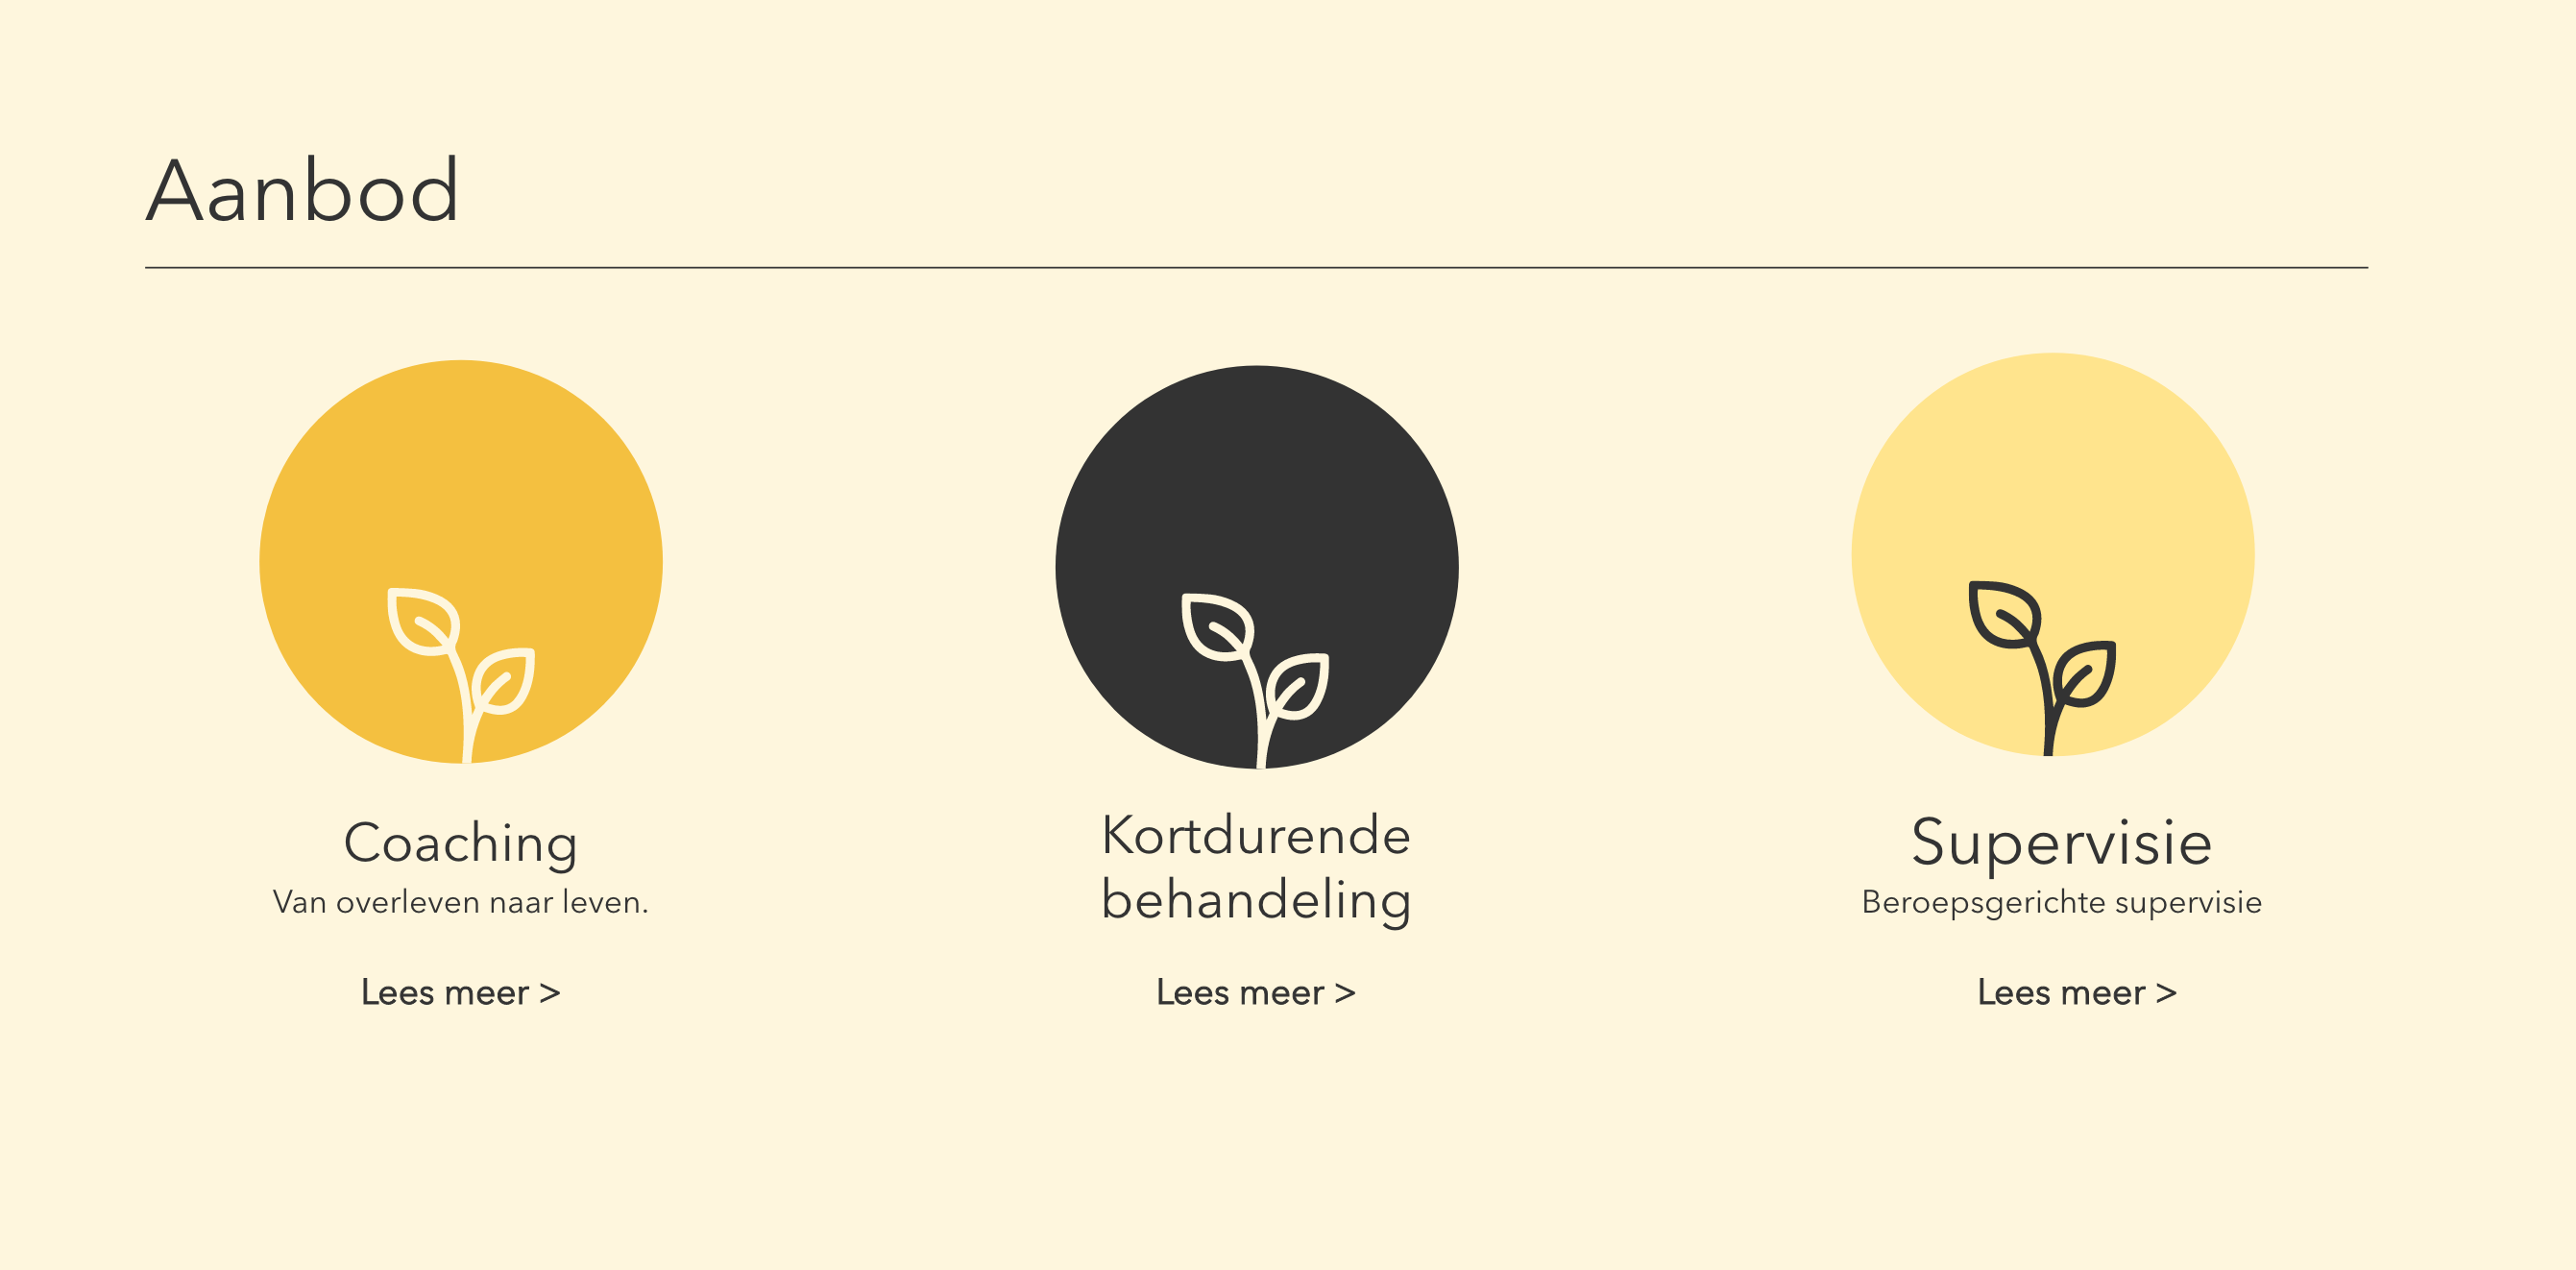 Aanbod
Coaching
Van overleven naar leven.
Lees meer >
Kortdurende
behandeling
Lees meer >
Supervisie
Beroepsgerichte supervisie
Lees meer >